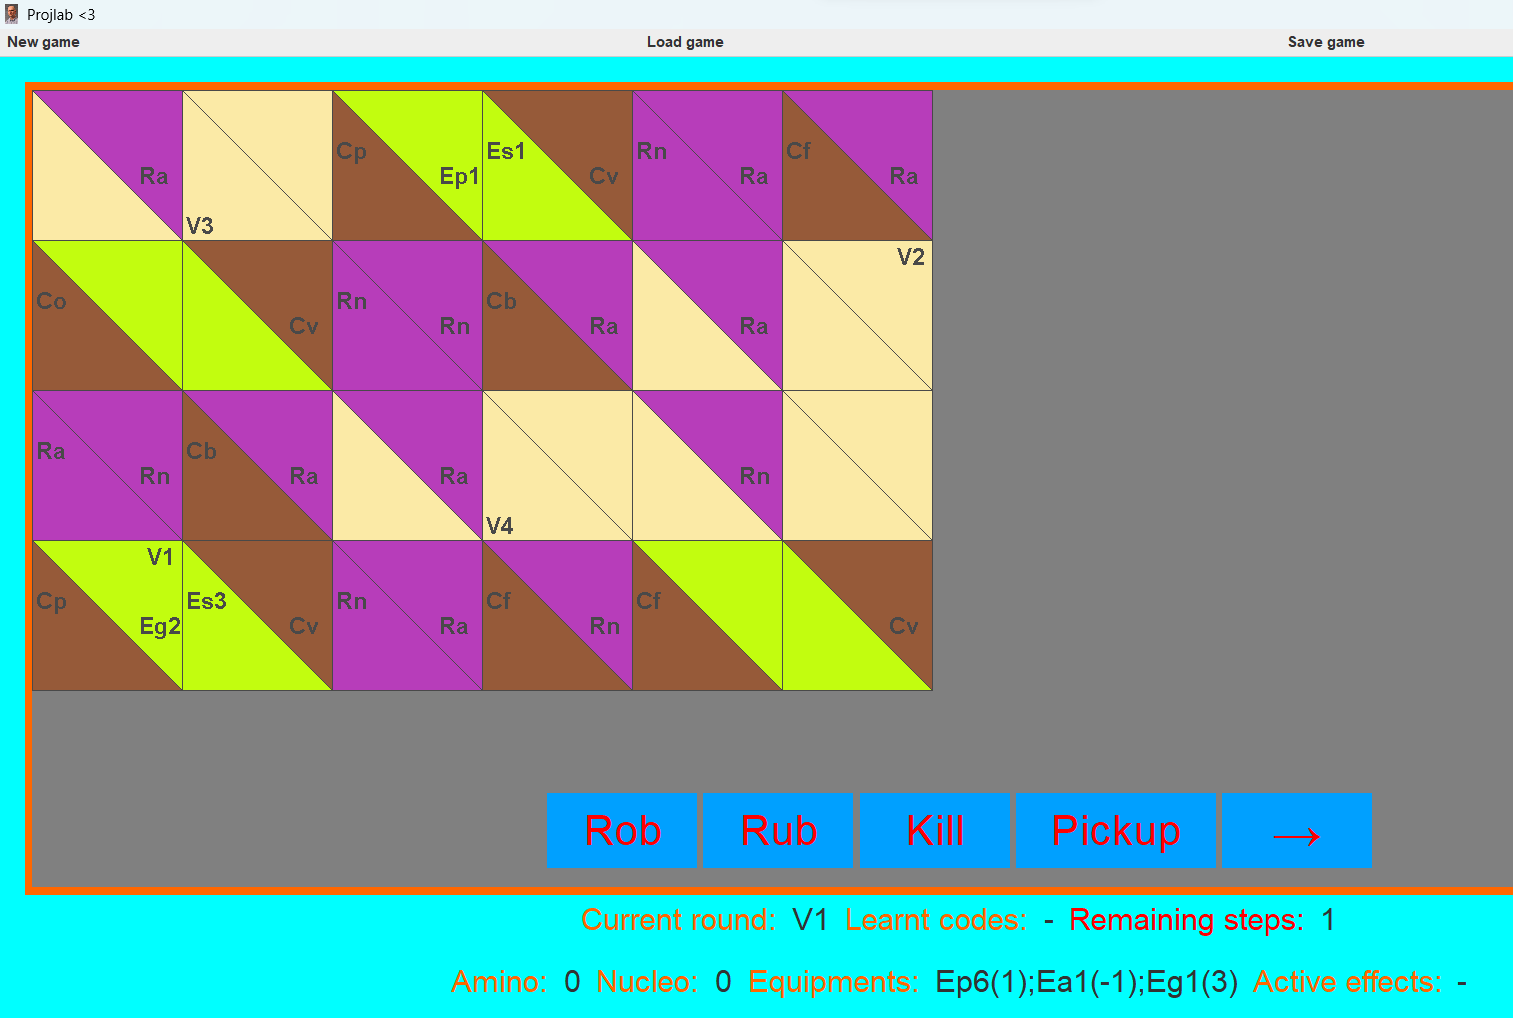 Projlab <3
New game Load game Save game
Cp Es1 Rn Cf
Ra Ep1 Cv Ra Ra
V3
V2
Co Rn Cb
Cv Rn Ra Ra
Ra Cb
Rn Ra Ra Rn
V4
V1
Cp Es3 Rn Cf Cf
Eg2 Cv Ra Rn Cv
Rob Rub Kill Pickup →
Current round: V1 Learnt codes: - Remaining steps: 1
Amino: 0 Nucleo: 0 Equipments: Ep6(1);Ea1(-1);Eg1(3) Active effects: -